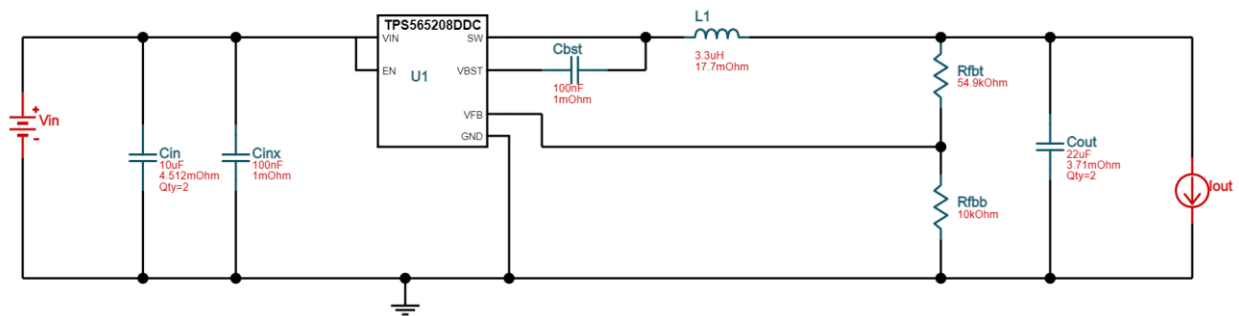 TPS565208DDC
VIN
SW
EN
VBST
U1
VFB
GND
L1
3.3uH
17.7mOhm
Cbst
100nF
1mOhm
Rfbt
54.9kOhm
Vin
+
-
Cin
10uF
4.512mOhm
Qty=2
Cinx
100nF
1mOhm
Cout
22uF
3.71mOhm
Qty=2
Iout
Rfbb
10kOhm